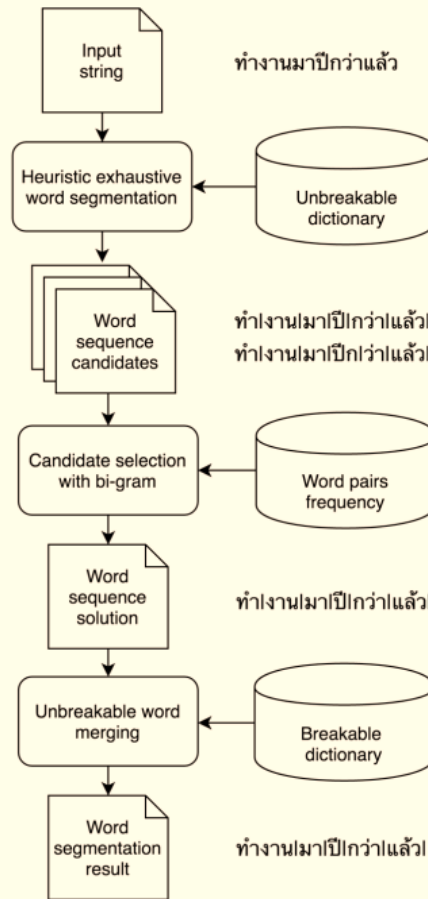 Input
string
ทำงานมาปีกว่าแล้ว
Heuristic exhaustive
word segmentation
Unbreakable
dictionary
Word
sequence
candidates
ทำ|งาน|มา|ปี|กว่า|แล้ว|
ทำ|งาน|มา|ปีก|ว่า|แล้ว|
Candidate selection
with bi-gram
Word pairs
frequency
Word
sequence
solution
ทำ|งาน|มา|ปี|กว่า|แล้ว|
Unbreakable word
merging
Breakable
dictionary
Word
segmentation
result
ทำงาน|มา|ปี|กว่า|แล้ว|